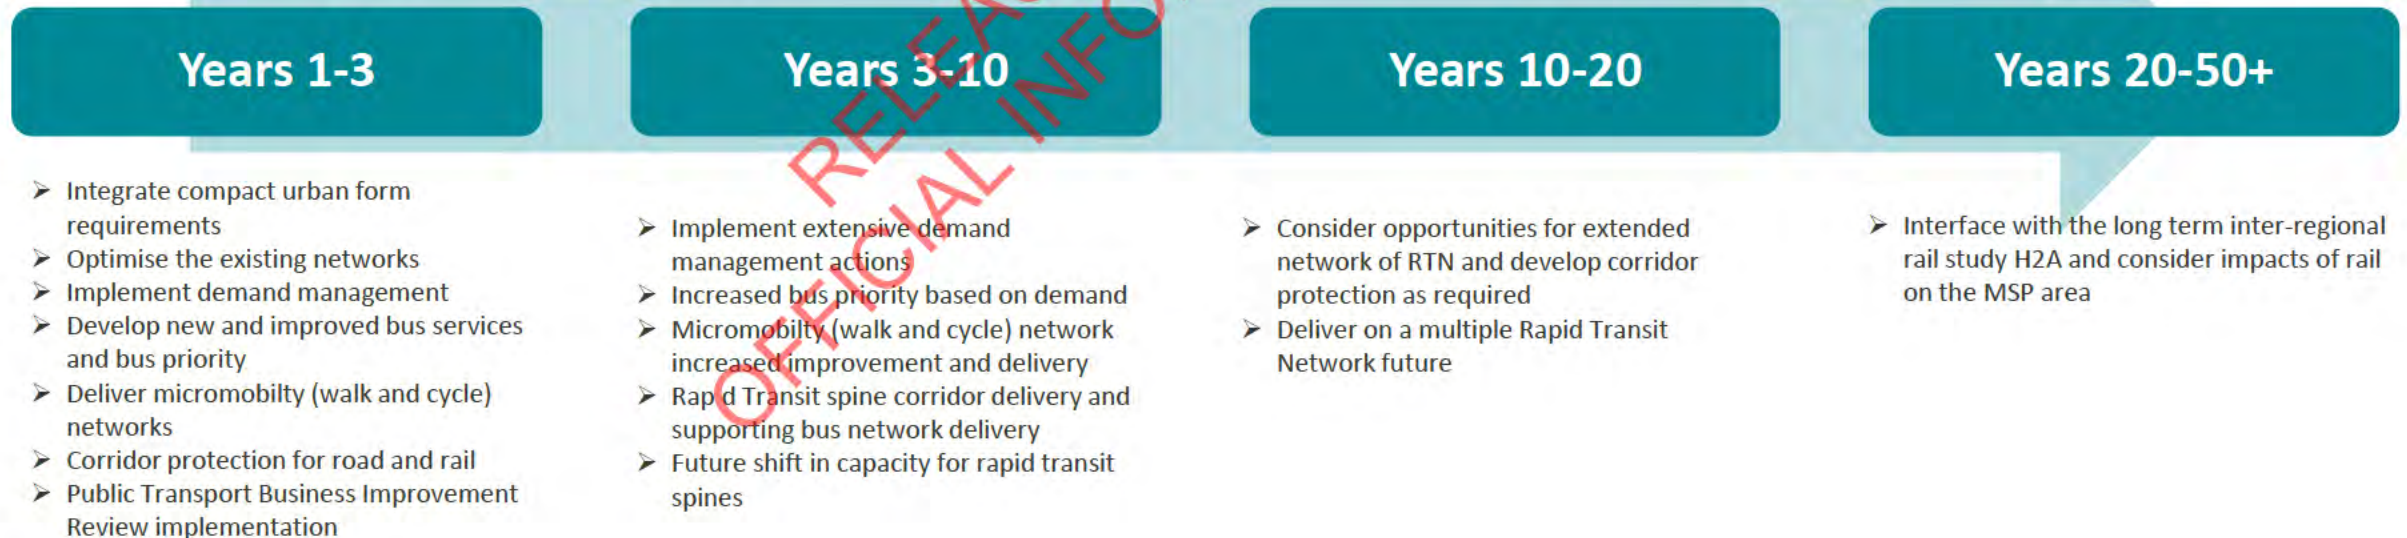 Years 1-3
➢ Integrate compact urban form
requirements
➢ Optimise the existing networks
➢ Implement demand management
➢ Develop new and improved bus services
and bus priority
➢ Deliver micromobilty (walk and cycle)
networks
➢ Corridor protection for road and rail
➢ Public Transport Business Improvement
Review implementation
Years 3-10
➢ Implement extensive demand
management actions
➢ Increased bus priority based on demand
➢ Micromobilty (walk and cycle) network
increased improvement and delivery
➢ Rapid Transit spine corridor delivery and
supporting bus network delivery
➢ Future shift in capacity for rapid transit
spines
Years 10-20
➢ Consider opportunities for extended
network of RTN and develop corridor
protection as required
➢ Deliver on a multiple Rapid Transit
Network future
Years 20-50+
➢ Interface with the long term inter-regional
rail study H2A and consider impacts of rail
on the MSP area
OFFICIAL